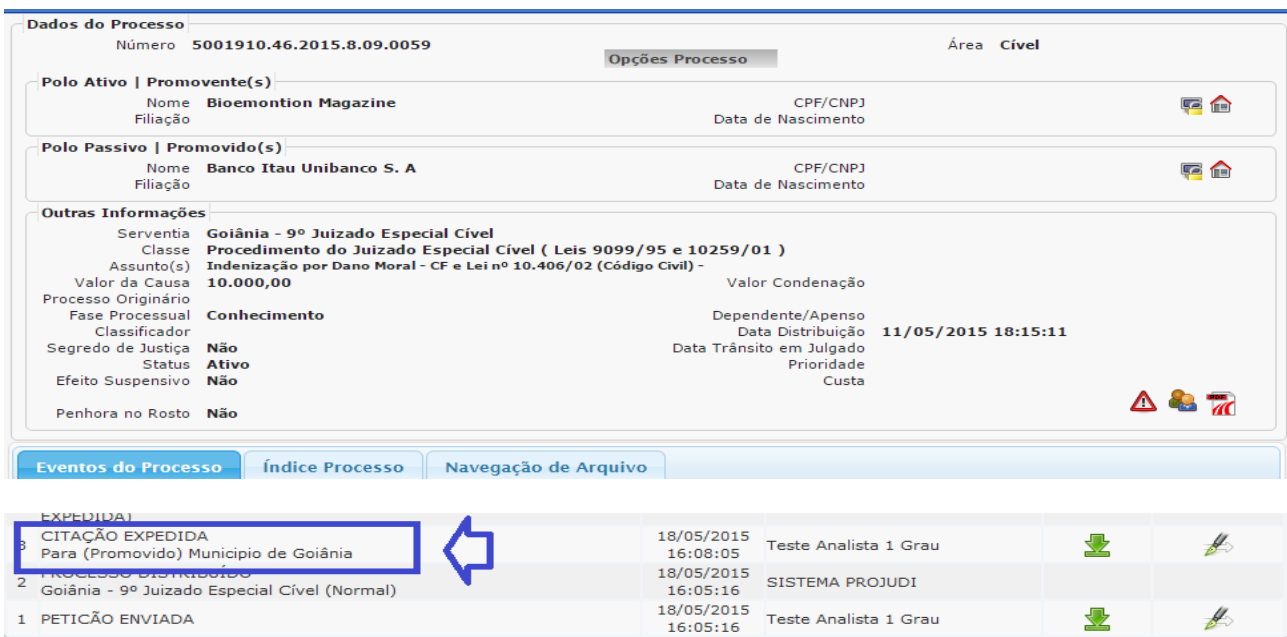 Dados do Processo
Número 5001910.46.2015.8.09.0059 Área Cível
Opções Processo
Polo Ativo | Promovente(s)
Nome Bioemontion Magazine CPF/CNPJ
Filiação Data de Nascimento
Polo Passivo | Promovido(s)
Nome Banco Itau Unibanco S. A CPF/CNPJ
Filiação Data de Nascimento
Outras Informações
Serventia Goiânia - 9º Juizado Especial Cível
Classe Procedimento do Juizado Especial Cível ( Leis 9099/95 e 10259/01 )
Assunto(s) Indenização por Dano Moral - CF e Lei nº 10.406/02 (Código Civil) -
Valor da Causa 10.000,00 Valor Condenação
Processo Originário
Fase Processual Conhecimento Dependente/Apenso
Classificador Data Distribuição 11/05/2015 18:15:11
Segredo de Justiça Não Data Trânsito em Julgado
Status Ativo Prioridade
Efeito Suspensivo Não Custa
Penhora no Rosto Não
PDF
Eventos do Processo Índice Processo Navegação de Arquivo
EXPEDIDA)
3 CITAÇÃO EXPEDIDA 18/05/2015
Para (Promovido) Municipio de Goiânia 16:08:05 Teste Analista 1 Grau
2 PROCESSO DISTRIBUÍDO 18/05/2015
Goiânia - 9º Juizado Especial Cível (Normal) 16:05:16 SISTEMA PROJUDI
1 PETICÃO ENVIADA 18/05/2015
16:05:16 Teste Analista 1 Grau